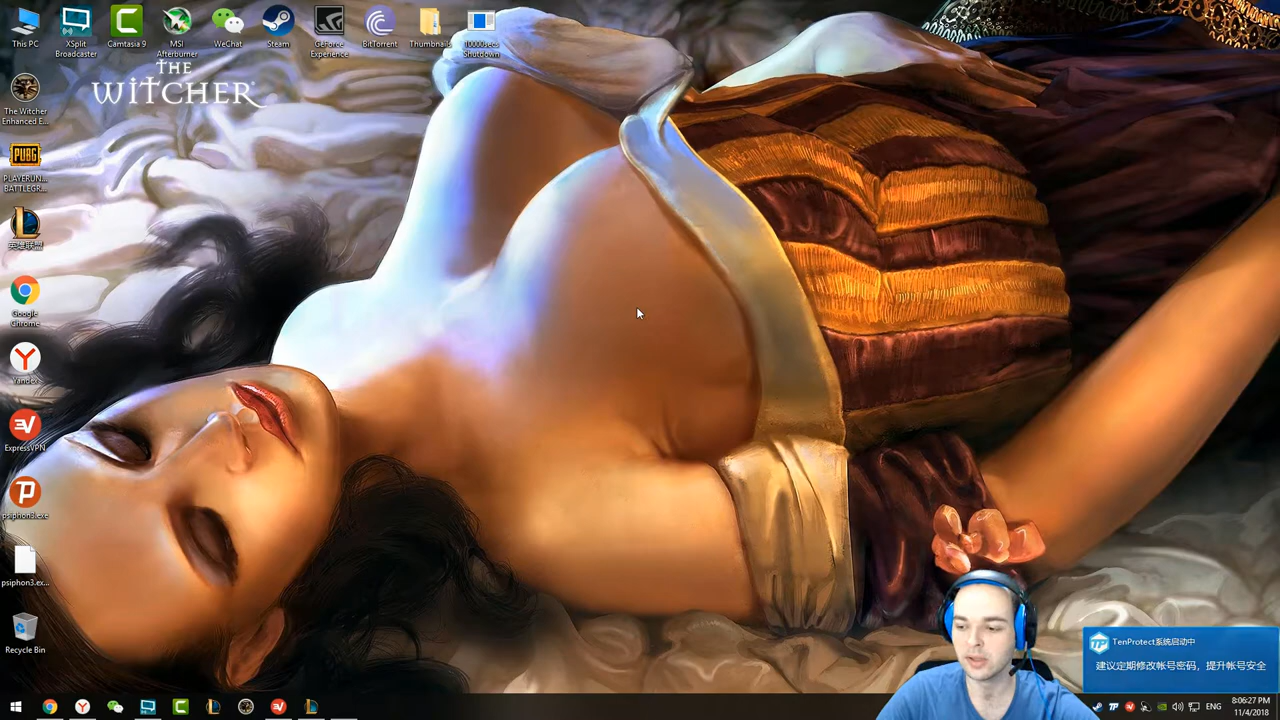 This PC
XSplit
Broadcaster
Camtasia 9
MSI
Afterburner
WeChat
Steam
GeForce
Experience
BitTorrent
Thumbnails
10000secs
Shutdown
THE
WITCHER
The Witcher
Enhanced E...
PUBG
PLAYERUN...
BATTLEGR...
英雄联盟
Google
Chrome
Yandex
ExpressVPN
psiphon3.exe
psiphon3.ex...
Recycle Bin
TenProtect系统启动中
建议定期修改帐号密码，提升帐号安全
ENG
8:06:27 PM
11/4/2018